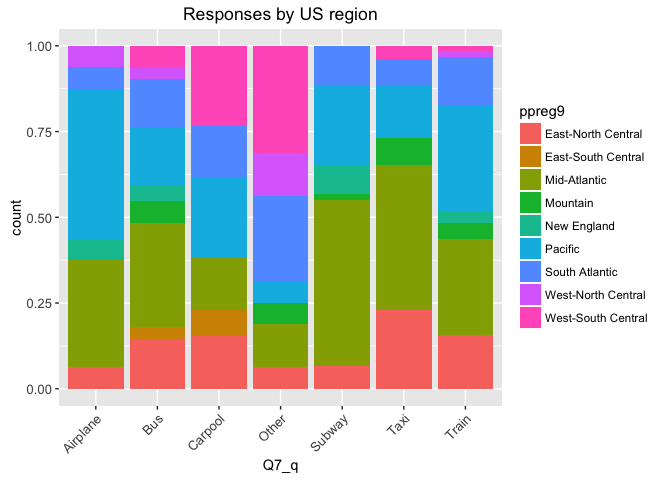 Responses by US region
1.00
0.75
0.50
0.25
0.00
count
Airplane
Bus
Carpool
Other
Subway
Taxi
Train
Q7_q
ppreg9
East-North Central
East-South Central
Mid-Atlantic
Mountain
New England
Pacific
South Atlantic
West-North Central
West-South Central